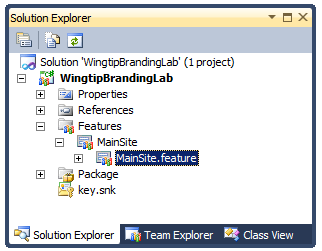 Solution Explorer
Solution 'WingtipBrandingLab' (1 project)
WingtipBrandingLab
Properties
References
Features
MainSite
MainSite.feature
Package
key.snk
Solution Explorer Team Explorer Class View